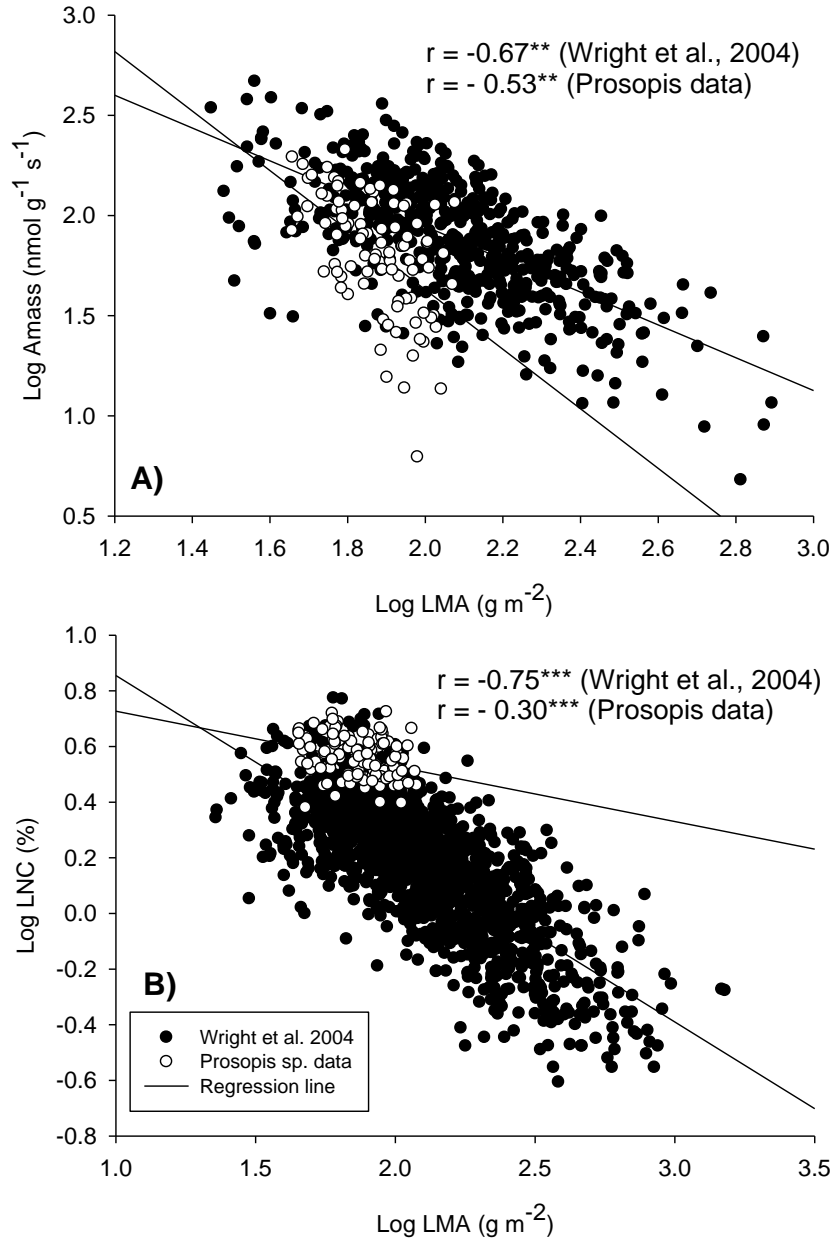 3.0
r = -0.67** (Wright et al., 2004)
r = - 0.53** (Prosopis data)
2.5
2.0
1.5
1.0
0.5
Log Amass (nmol g-1 s-1)
A)
1.2 1.4 1.6 1.8 2.0 2.2 2.4 2.6 2.8 3.0
Log LMA (g m-2)
1.0
r = -0.75*** (Wright et al., 2004)
r = - 0.30*** (Prosopis data)
0.8
0.6
0.4
0.2
0.0
-0.2
-0.4
-0.6
-0.8
Log LNC (%)
B)
Wright et al. 2004
Prosopis sp. data
Regression line
1.0 1.5 2.0 2.5 3.0 3.5
Log LMA (g m-2)